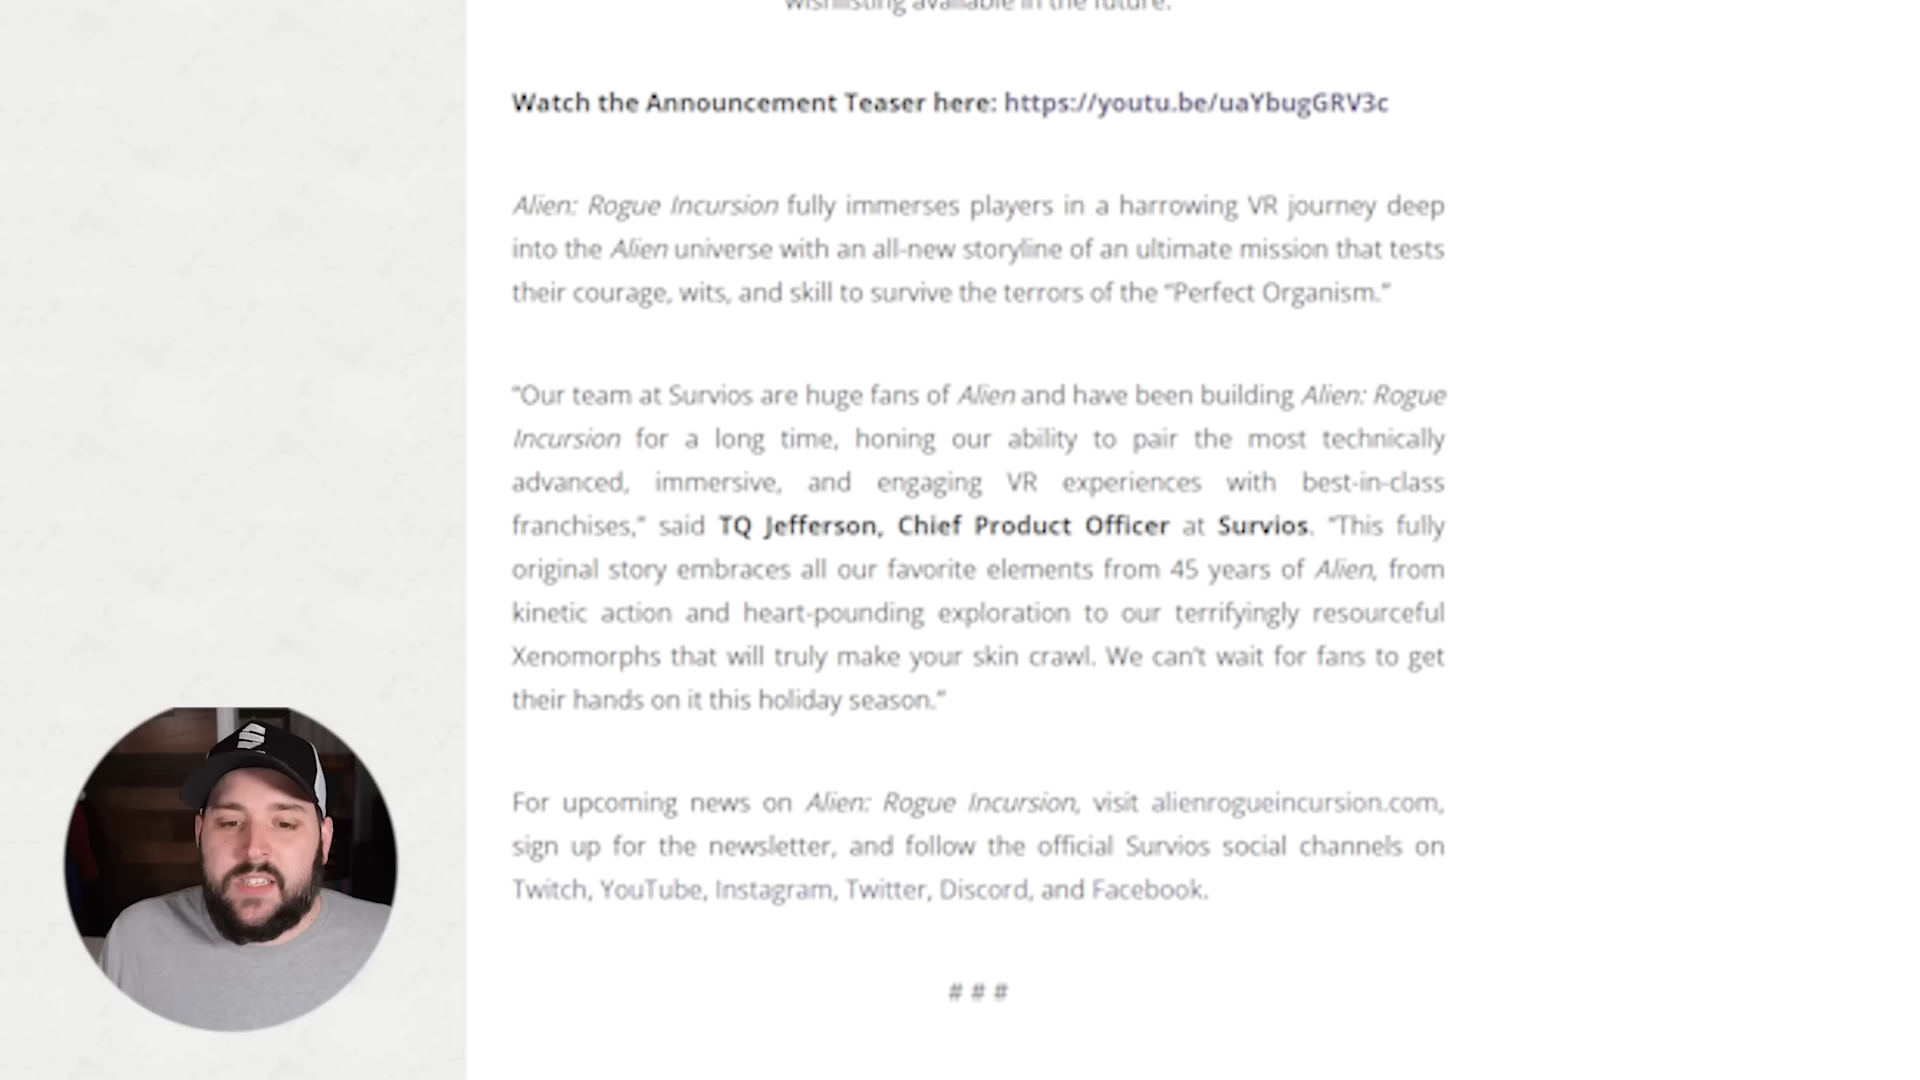 wishlisting available in the future.
Watch the Announcement Teaser here: https://youtu.be/uaYbugGRV3c
Alien: Rogue Incursion fully immerses players in a harrowing VR journey deep
into the Alien universe with an all-new storyline of an ultimate mission that tests
their courage, wits, and skill to survive the terrors of the “Perfect Organism.”
“Our team at Survios are huge fans of Alien and have been building Alien: Rogue
Incursion for a long time, honing our ability to pair the most technically
advanced, immersive, and engaging VR experiences with best-in-class
franchises,” said TQ Jefferson, Chief Product Officer at Survios. “This fully
original story embraces all our favorite elements from 45 years of Alien, from
kinetic action and heart-pounding exploration to our terrifyingly resourceful
Xenomorphs that will truly make your skin crawl. We can’t wait for fans to get
their hands on it this holiday season.”
For upcoming news on Alien: Rogue Incursion, visit alienrogueincursion.com,
sign up for the newsletter, and follow the official Survios social channels on
Twitch, YouTube, Instagram, Twitter, Discord, and Facebook.
# # #